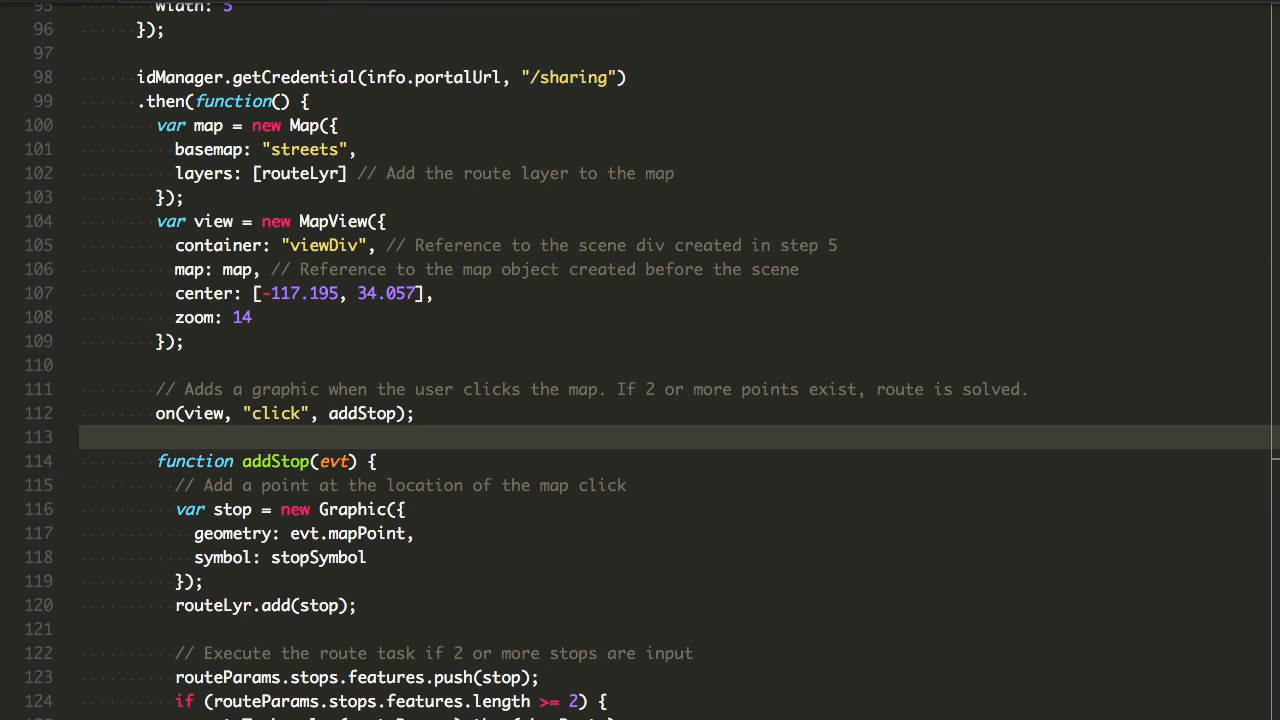 95 width: 5
96 });
97
98 idManager.getCredential(info.portalUrl, "/sharing")
99 .then(function() {
100 var map = new Map({
101 basemap: "streets",
102 layers: [routeLyr] // Add the route layer to the map
103 });
104 var view = new MapView({
105 container: "viewDiv", // Reference to the scene div created in step 5
106 map: map, // Reference to the map object created before the scene
107 center: [-117.195, 34.057],
108 zoom: 14
109 });
110
111 // Adds a graphic when the user clicks the map. If 2 or more points exist, route is solved.
112 on(view, "click", addStop);
113
114 function addStop(evt) {
115 // Add a point at the location of the map click
116 var stop = new Graphic({
117 geometry: evt.mapPoint,
118 symbol: stopSymbol
119 });
120 routeLyr.add(stop);
121
122 // Execute the route task if 2 or more stops are input
123 routeParams.stops.features.push(stop);
124 if (routeParams.stops.features.length >= 2) {